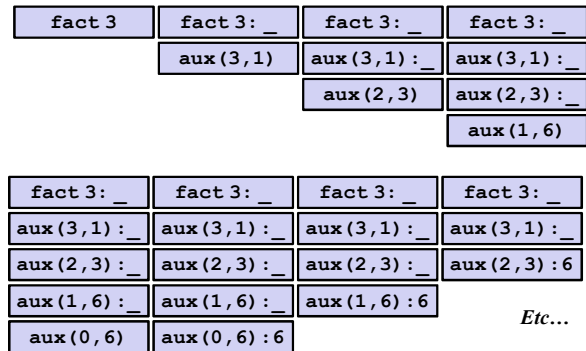 fact 3 fact 3:_ fact 3:_ fact 3:_
aux(3,1) aux(3,1):_ aux(3,1):_
aux(2,3) aux(2,3):_
aux(1,6)
fact 3:_ fact 3:_ fact 3:_ fact 3:_
aux(3,1):_ aux(3,1):_ aux(3,1):_ aux(3,1):_
aux(2,3):_ aux(2,3):_ aux(2,3):_ aux(2,3):6
aux(1,6):_ aux(1,6):_ aux(1,6):6
Etc…
aux(0,6) aux(0,6):6